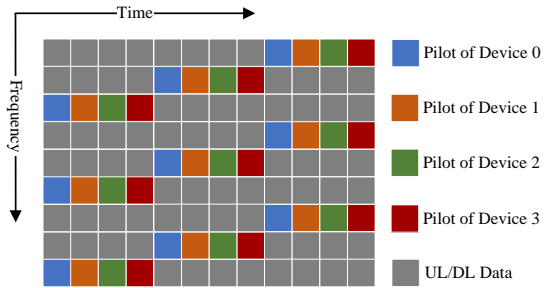 Time
Frequency
Pilot of Device 0
Pilot of Device 1
Pilot of Device 2
Pilot of Device 3
UL/DL Data